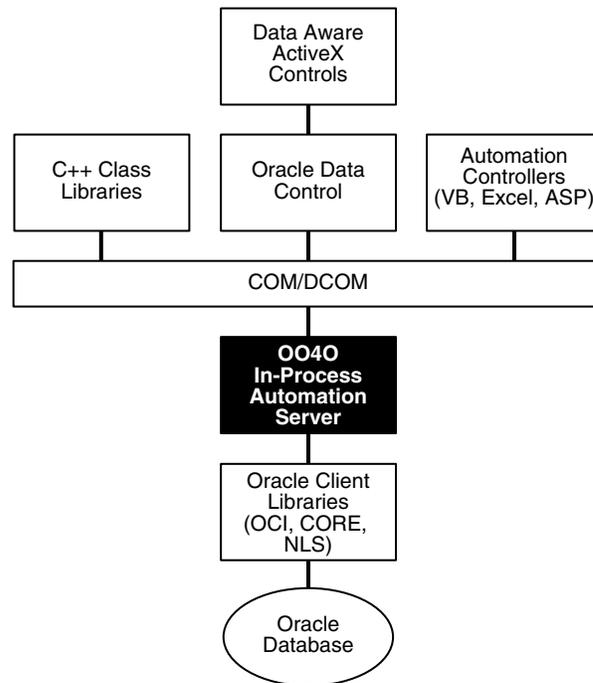 Data Aware
ActiveX
Controls
C++ Class
Libraries
Oracle Data
Control
Automation
Controllers
(VB, Excel, ASP)
COM/DCOM
OO4O
In-Process
Automation
Server
Oracle Client
Libraries
(OCI, CORE,
NLS)
Oracle
Database